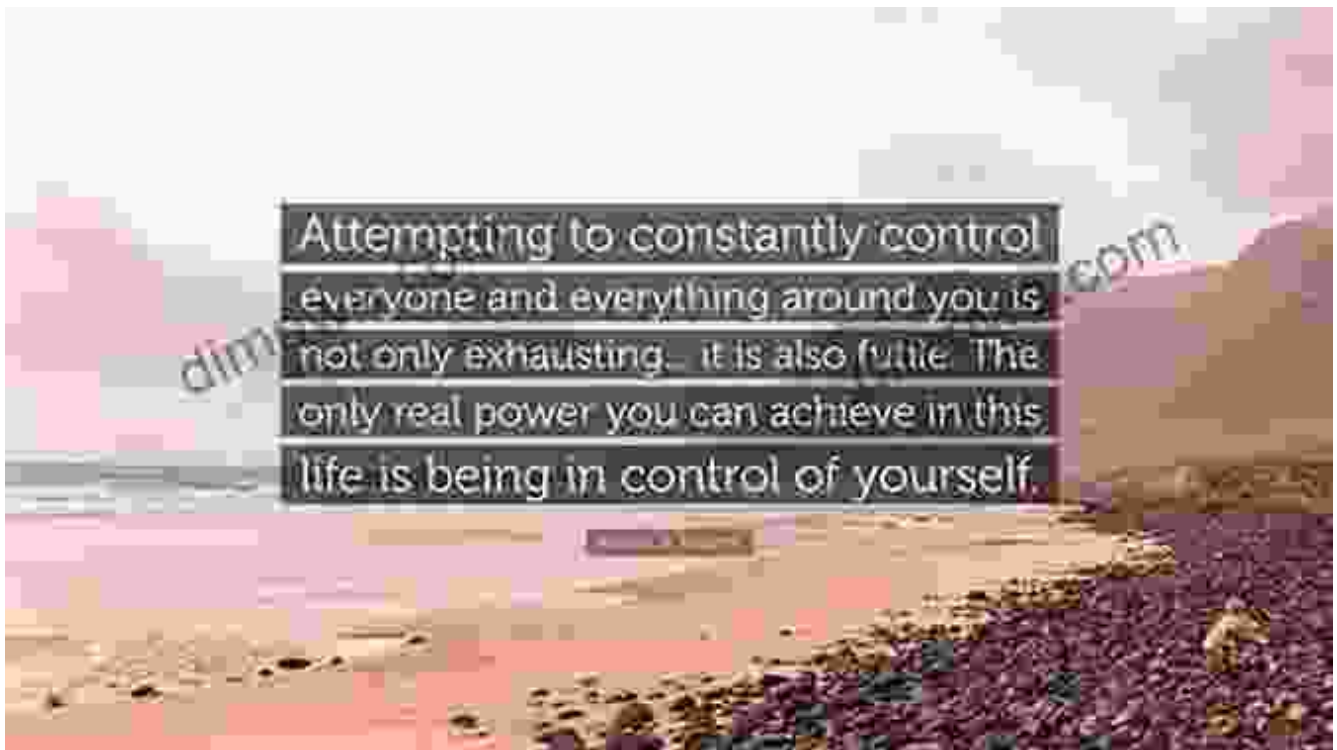 Attempting to constantly control
everyone and everything around you is
not only exhausting... it is also futile. The
only real power you can achieve in this
life is being in control of yourself.
.com